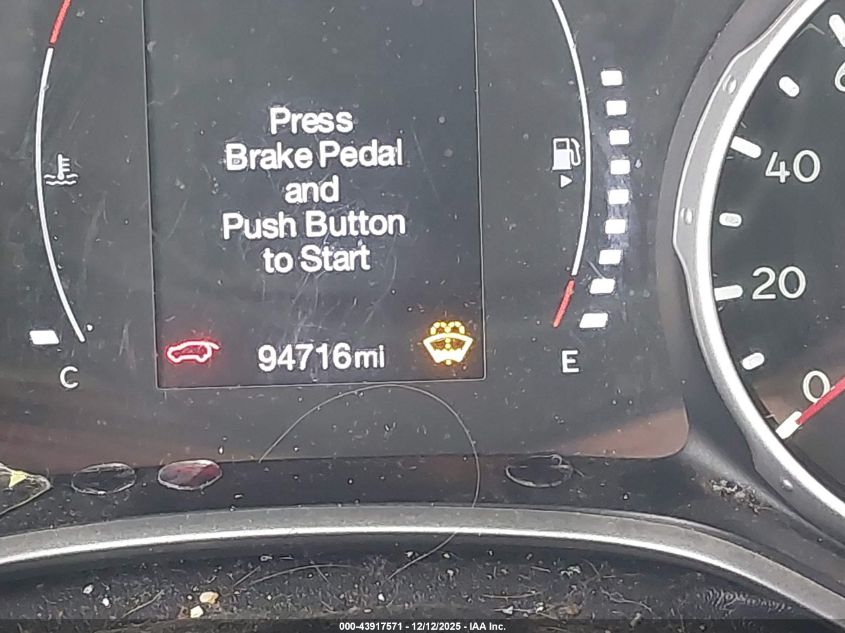 Press
Brake Pedal
and
Push Button
to Start
94716mi
C
E
40
20
0
000-43917571 - 12/12/2025 - IAA Inc.